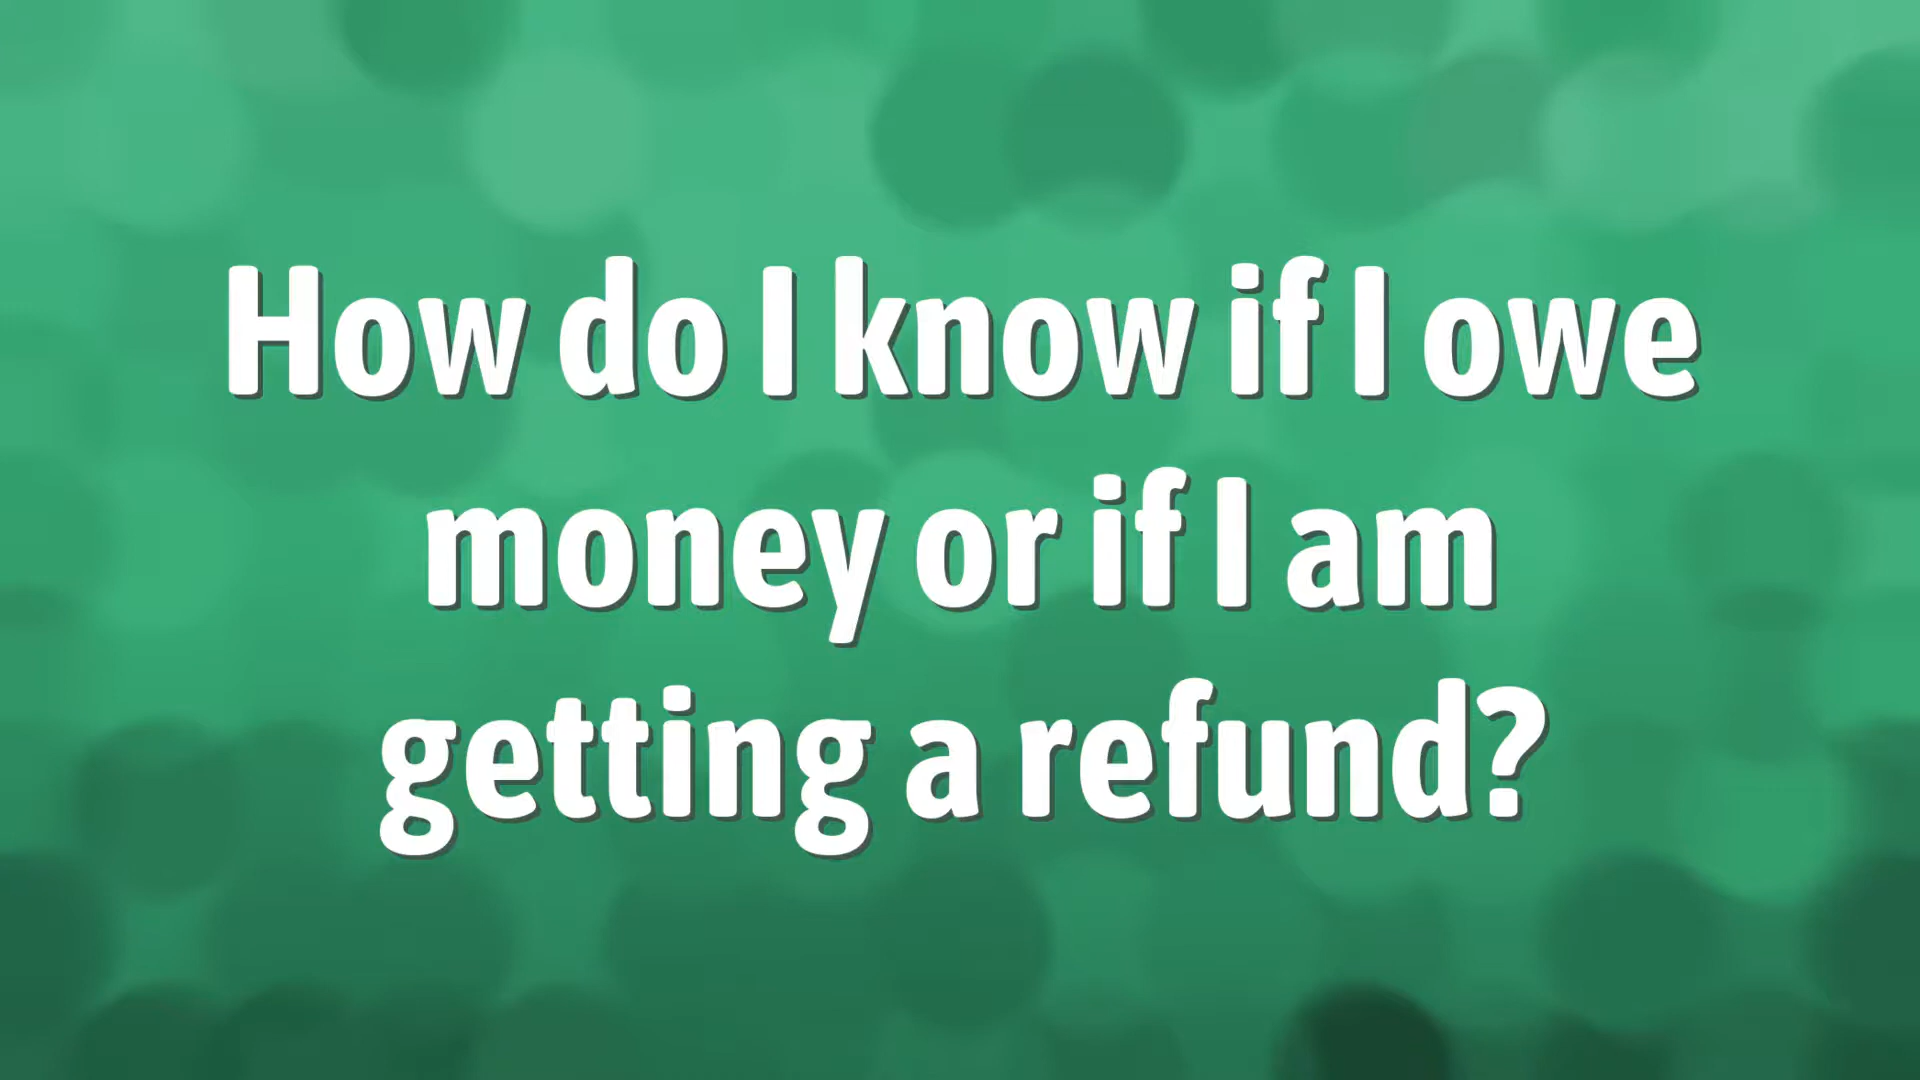 How do I know if I owe
money or if I am
getting a refund?